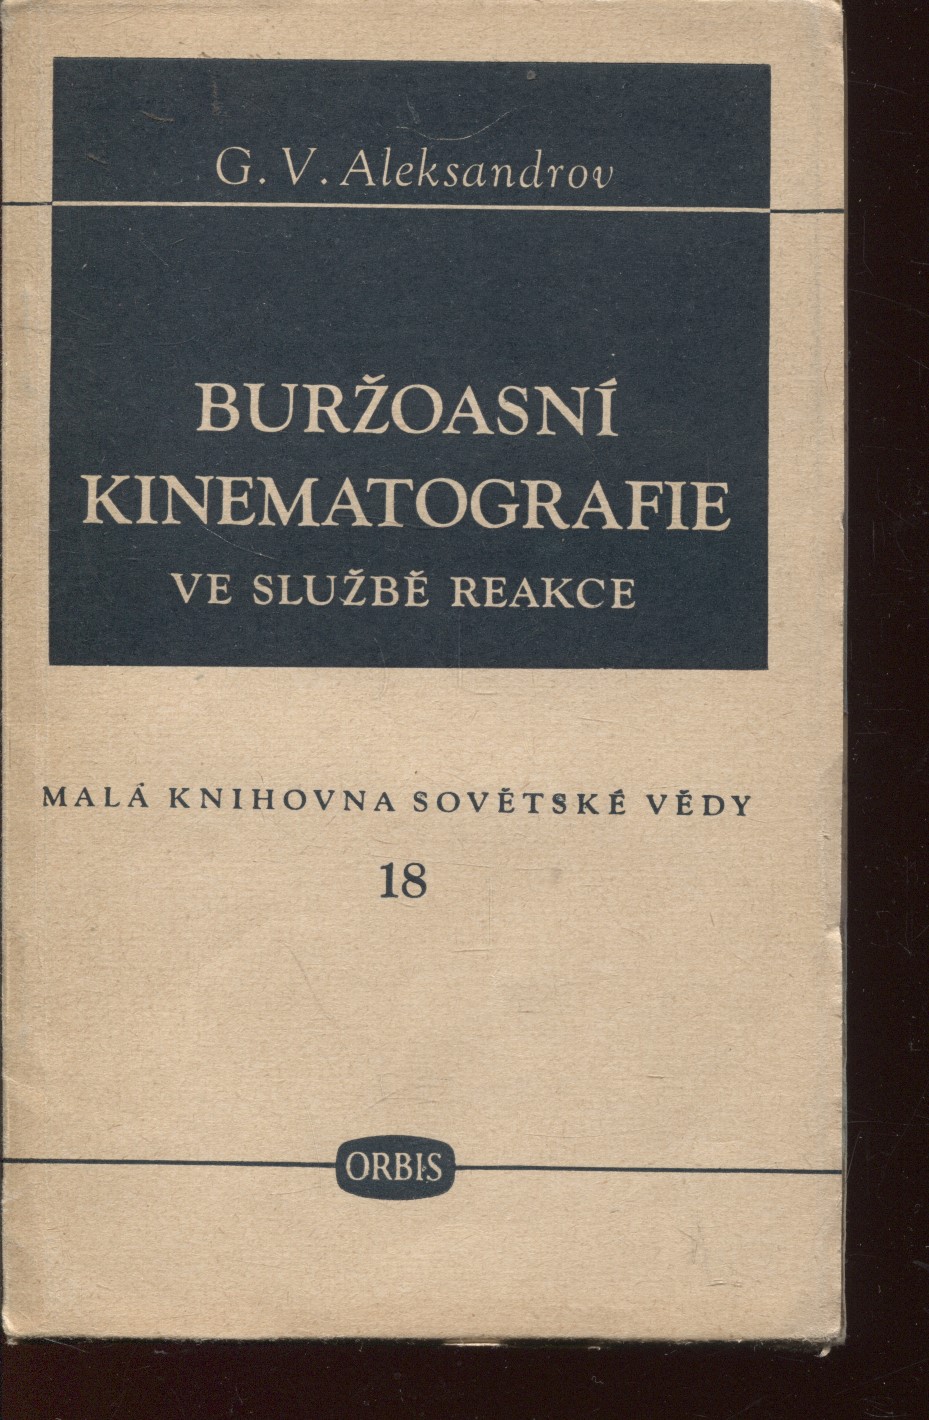 G. V. Aleksandrov
BURŽOASNÍ
KINEMATOGRAFIE
VE SLUŽBĚ REAKCE
MALÁ KNIHOVNA SOVĚTSKÉ VĚDY
18
ORBIS